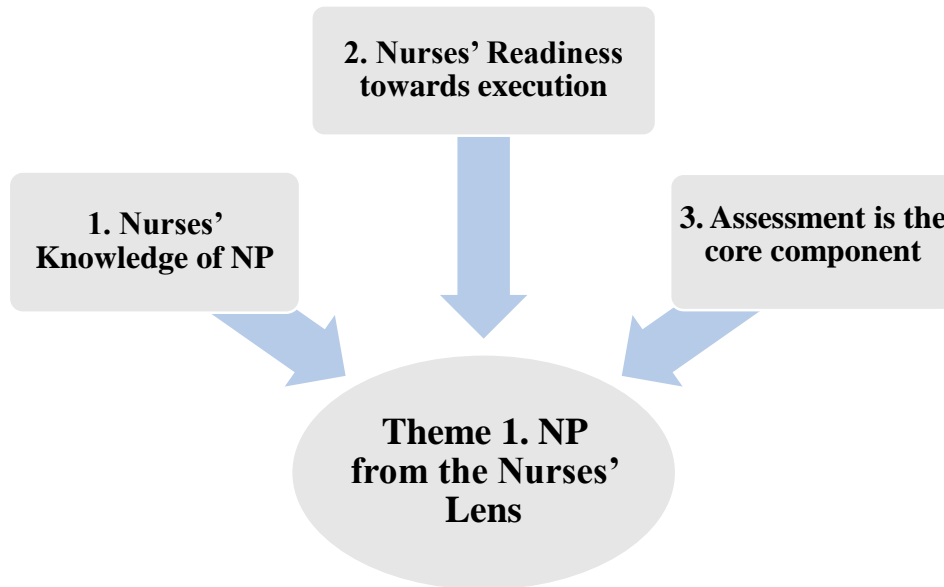 2. Nurses’ Readiness
towards execution
1. Nurses’
Knowledge of NP
3. Assessment is the
core component
Theme 1. NP
from the Nurses’
Lens